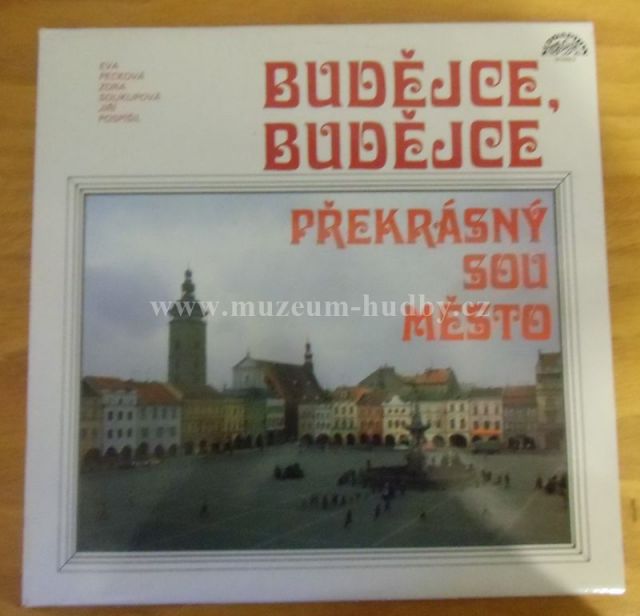 EVA
PECKOVÁ
ZORA
SOUKUPOVÁ
JIŘÍ
POSPÍŠIL
BUDĚJCE,
BUDĚJCE
PŘEKRÁSNÝ
SOU
MĚSTO
www.muzeum-hudby.cz